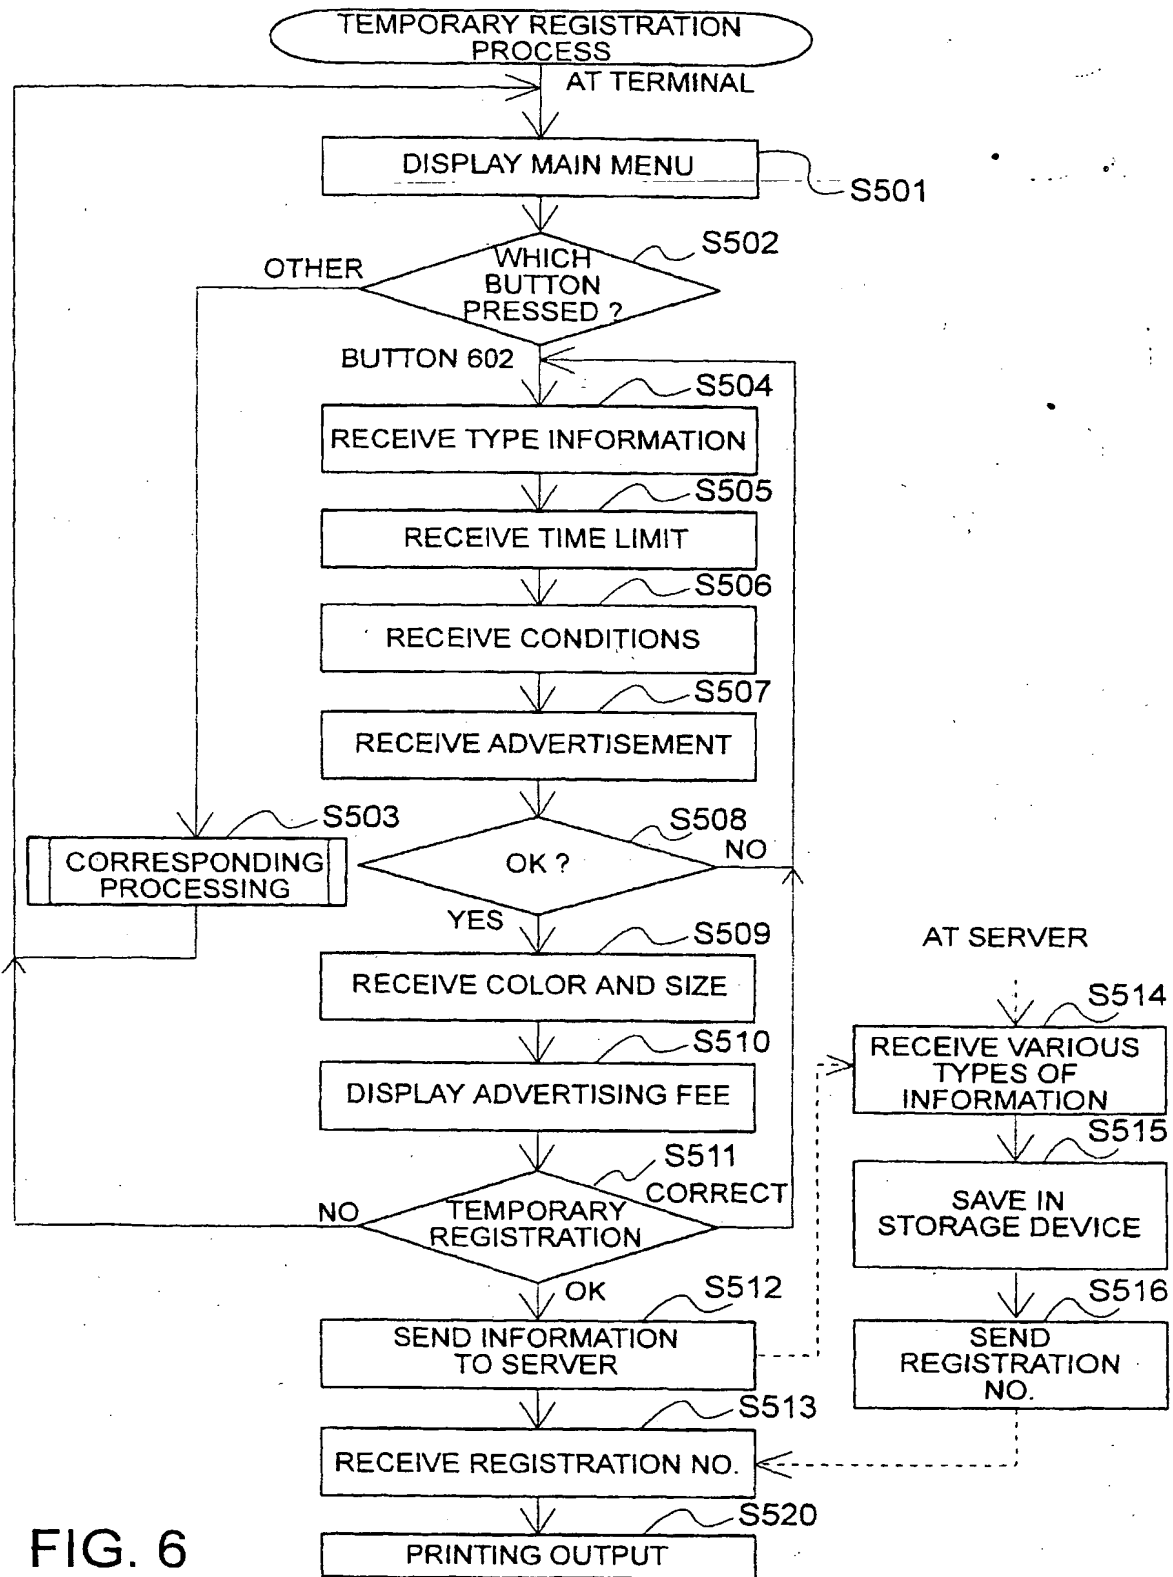 TEMPORARY REGISTRATION
PROCESS
AT TERMINAL
DISPLAY MAIN MENU
S501
S502
WHICH
BUTTON
PRESSED ?
OTHER
BUTTON 602
S504
RECEIVE TYPE INFORMATION
S505
RECEIVE TIME LIMIT
S506
RECEIVE CONDITIONS
S507
RECEIVE ADVERTISEMENT
S503
CORRESPONDING
PROCESSING
S508
OK ?
NO
YES
S509
RECEIVE COLOR AND SIZE
S510
DISPLAY ADVERTISING FEE
S511
CORRECT
NO
TEMPORARY
REGISTRATION
OK
S512
SEND INFORMATION
TO SERVER
S513
RECEIVE REGISTRATION NO.
S520
PRINTING OUTPUT
AT SERVER
S514
RECEIVE VARIOUS
TYPES OF
INFORMATION
S515
SAVE IN
STORAGE DEVICE
S516
SEND
REGISTRATION
NO.
FIG. 6